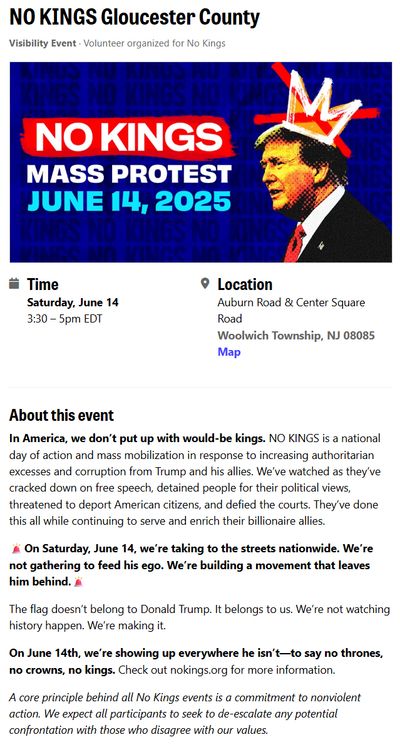 NO KINGS Gloucester County
Visibility Event · Volunteer organized for No Kings
NO KINGS
MASS PROTEST
JUNE 14, 2025
Time
Saturday, June 14
3:30 – 5pm EDT
Location
Auburn Road & Center Square
Road
Woolwich Township, NJ 08085
Map
About this event
In America, we don’t put up with would-be kings. NO KINGS is a national
day of action and mass mobilization in response to increasing authoritarian
excesses and corruption from Trump and his allies. We’ve watched as they’ve
cracked down on free speech, detained people for their political views,
threatened to deport American citizens, and defied the courts. They’ve done
this all while continuing to serve and enrich their billionaire allies.
🚨 On Saturday, June 14, we’re taking to the streets nationwide. We’re
not gathering to feed his ego. We’re building a movement that leaves
him behind. 🚨
The flag doesn’t belong to Donald Trump. It belongs to us. We’re not watching
history happen. We’re making it.
On June 14th, we’re showing up everywhere he isn’t—to say no thrones,
no crowns, no kings. Check out nokings.org for more information.
A core principle behind all No Kings events is a commitment to nonviolent
action. We expect all participants to seek to de-escalate any potential
confrontation with those who disagree with our values.